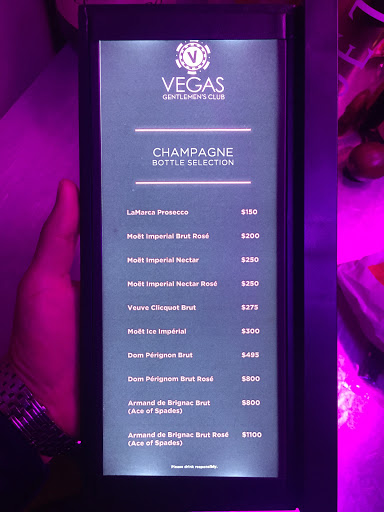 V
VEGAS
GENTLEMEN'S CLUB
CHAMPAGNE
BOTTLE SELECTION
LaMarca Prosecco $150
Moët Imperial Brut Rosé $200
Moët Imperial Nectar $250
Moët Imperial Nectar Rosé $250
Veuve Clicquot Brut $275
Moët Ice Impérial $300
Dom Pérignon Brut $495
Dom Pérignom Brut Rosé $800
Armand de Brignac Brut $800
(Ace of Spades)
Armand de Brignac Brut Rosé $1100
(Ace of Spades)
Please drink responsibly.